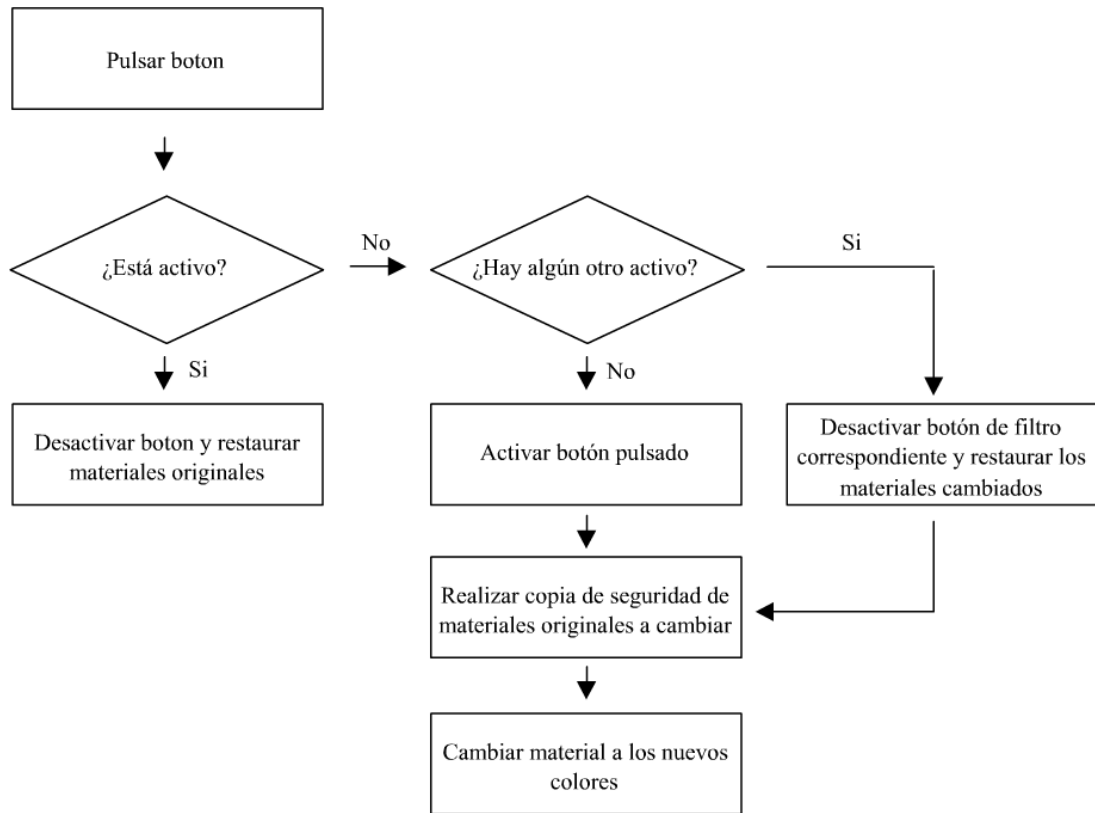 Pulsar boton
¿Está activo?
No
¿Hay algún otro activo?
Si
Si
No
Desactivar boton y restaurar
materiales originales
Activar botón pulsado
Desactivar botón de filtro
correspondiente y restaurar los
materiales cambiados
Realizar copia de seguridad de
materiales originales a cambiar
Cambiar material a los nuevos
colores